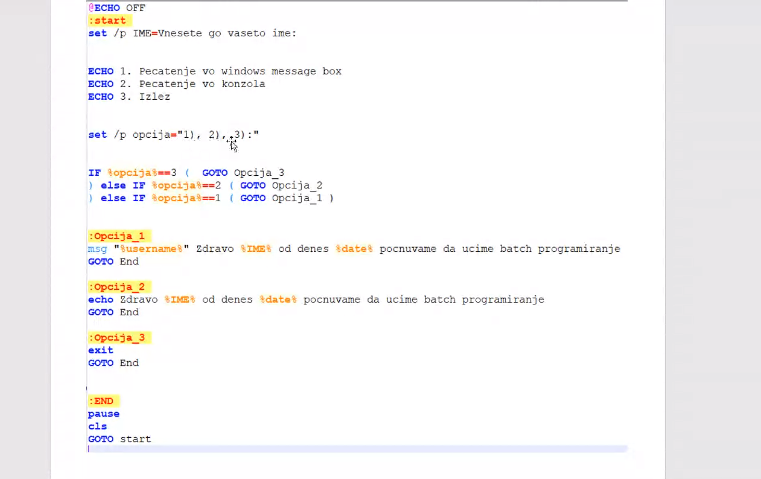 @ECHO OFF
:start
set /p IME=Vnesete go vaseto ime:
ECHO 1. Pecatenje vo windows message box
ECHO 2. Pecatenje vo konzola
ECHO 3. Izlez
set /p opcija="1), 2), 3):"
IF %opcija%==3 ( GOTO Opcija_3
) else IF %opcija%==2 ( GOTO Opcija_2
) else IF %opcija%==1 ( GOTO Opcija_1 )
:Opcija_1
msg "%username%" Zdravo %IME% od denes %date% pocnuvame da ucime batch programiranje
GOTO End
:Opcija_2
echo Zdravo %IME% od denes %date% pocnuvame da ucime batch programiranje
GOTO End
:Opcija_3
exit
GOTO End
:END
pause
cls
GOTO start